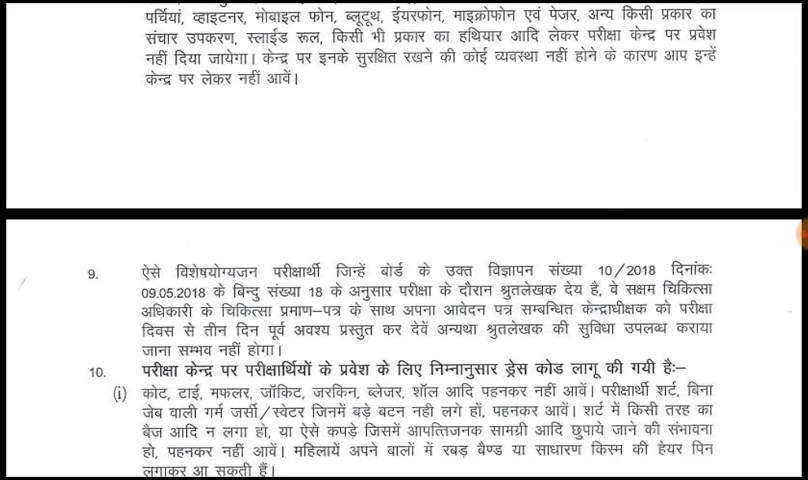 पर्चियां, व्हाइटनर, मोबाइल फोन, ब्लूटूथ, ईयरफोन, माइक्रोफोन एवं पेजर, अन्य किसी प्रकार का
संचार उपकरण, स्लाईड रूल, किसी भी प्रकार का हथियार आदि लेकर परीक्षा केन्द्र पर प्रवेश
नहीं दिया जायेगा। केन्द्र पर इनके सुरक्षित रखने की कोई व्यवस्था नहीं होने के कारण आप इन्हें
केन्द्र पर लेकर नहीं आवें।
9. ऐसे विशेषयोग्यजन परीक्षार्थी जिन्हें बोर्ड के उक्त विज्ञापन संख्या 10/2018 दिनांकः
09.05.2018 के बिन्दु संख्या 18 के अनुसार परीक्षा के दौरान श्रुतलेखक देय है, वे सक्षम चिकित्सा
अधिकारी के चिकित्सा प्रमाण–पत्र के साथ अपना आवेदन पत्र सम्बन्धित केन्द्राधीक्षक को परीक्षा
दिवस से तीन दिन पूर्व अवश्य प्रस्तुत कर देवें अन्यथा श्रुतलेखक की सुविधा उपलब्ध कराया
जाना सम्भव नहीं होगा।
10. परीक्षा केन्द्र पर परीक्षार्थियों के प्रवेश के लिए निम्नानुसार ड्रेस कोड लागू की गयी हैः–
(i) कोट, टाई, मफलर, जॉकिट, जरकिन, ब्लेजर, शॉल आदि पहनकर नहीं आवें। परीक्षार्थी शर्ट, बिना
जेब वाली गर्म जर्सी/स्वेटर जिनमें बड़े बटन नही लगे हों, पहनकर आवें। शर्ट में किसी तरह का
बैज आदि न लगा हो, या ऐसे कपड़े जिसमें आपत्तिजनक सामग्री आदि छुपाये जाने की संभावना
हो, पहनकर नहीं आवें। महिलायें अपने बालों में रबड़ बैण्ड या साधारण किस्म की हेयर पिन
लगाकर आ सकती हैं।